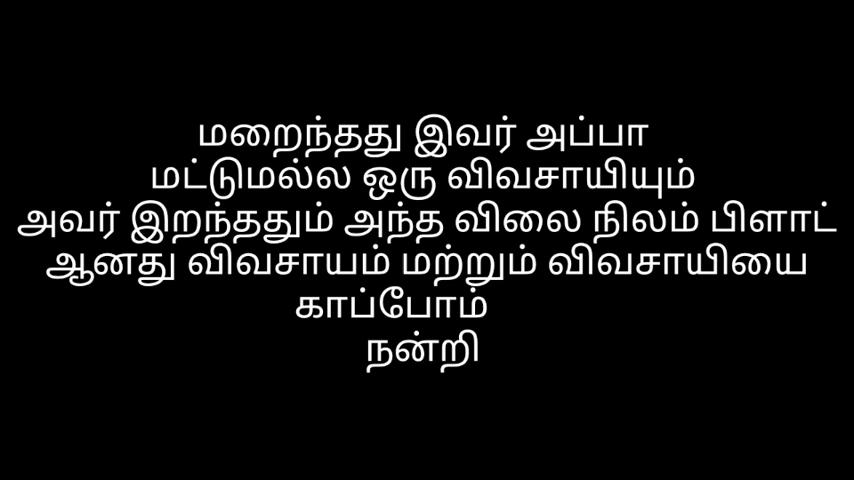 மறைந்தது இவர் அப்பா
மட்டுமல்ல ஒரு விவசாயியும்
அவர் இறந்ததும் அந்த விலை நிலம் பிளாட்
ஆனது விவசாயம் மற்றும் விவசாயியை
காப்போம்
நன்றி